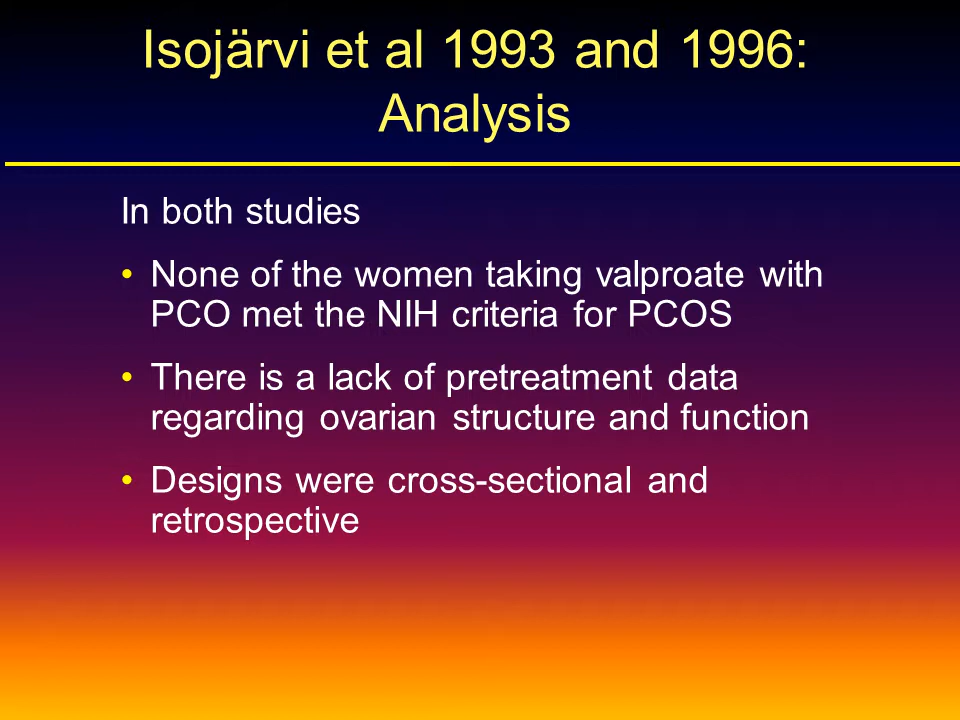 Isojärvi et al 1993 and 1996:
Analysis
In both studies
• None of the women taking valproate with
PCO met the NIH criteria for PCOS
• There is a lack of pretreatment data
regarding ovarian structure and function
• Designs were cross-sectional and
retrospective